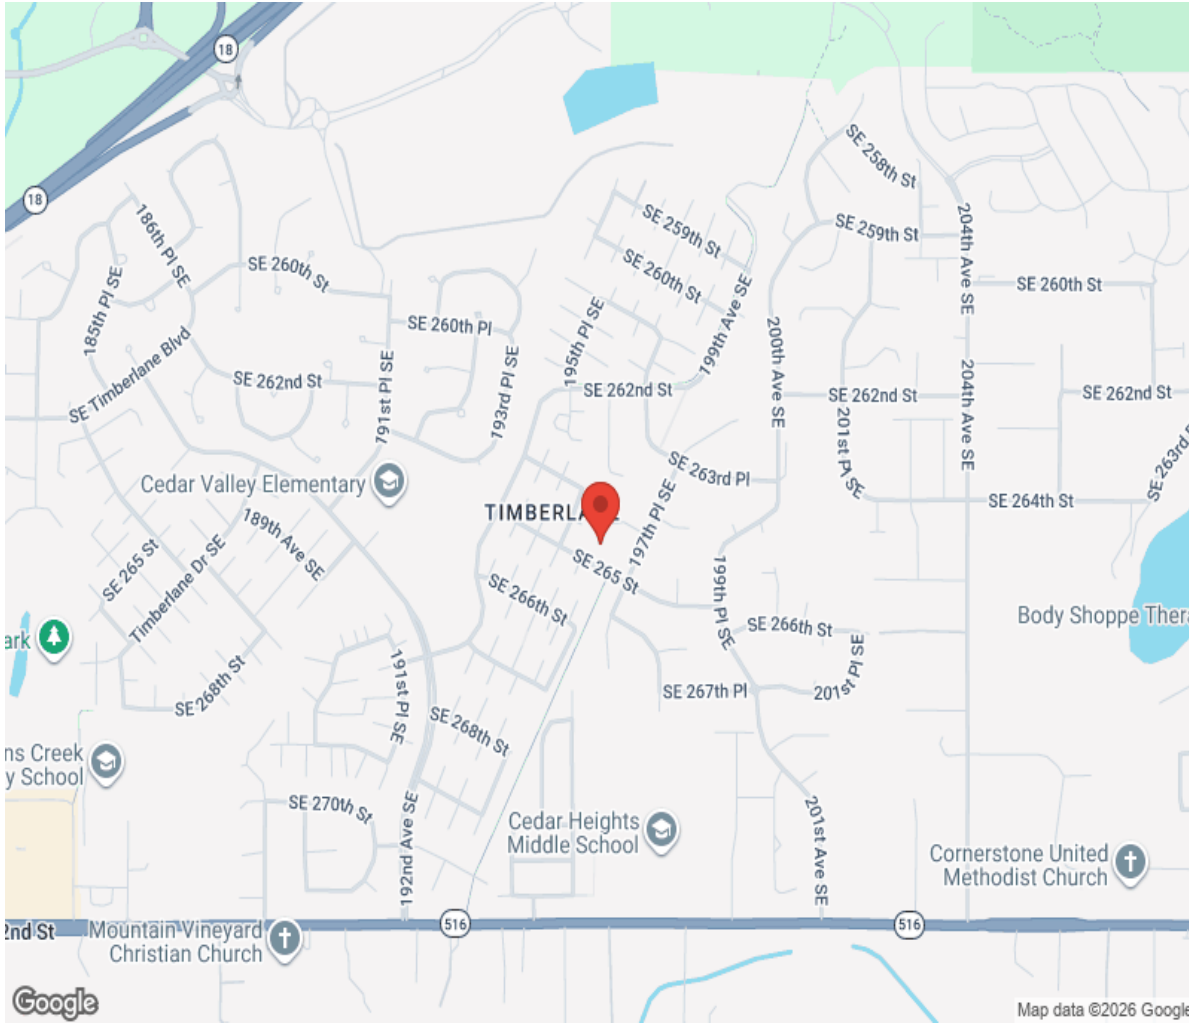 18
18
SE 258th St
SE 259th St
SE 259th St
204th Ave SE
186th Pl SE
SE 260th St
SE 260th St
SE 260th St
185th Pl SE
SE 260th Pl
195th Pl SE
199th Ave SE
200th Ave SE
SE Timberlane Blvd
SE 262nd St
191st Pl SE
193rd Pl SE
SE 262nd St
SE 262nd St
204th Ave SE
SE 262nd St
201st Pl SE
SE 263rd Pl
Cedar Valley Elementary
SE 264th St
TIMBERLA
189th Ave SE
197th Pl SE
SE 265 St
SE 265 St
Timberlane Dr SE
SE 266th St
199th Pl SE
SE 266th St
Body Shoppe Thera
ark
201st Pl SE
191st Pl SE
SE 268th St
SE 267th Pl
SE 268th St
ns Creek
y School
SE 270th St
192nd Ave SE
Cedar Heights
Middle School
201st Ave SE
Cornerstone United
Methodist Church
2nd St
Mountain Vineyard
Christian Church
516
516
Google
Map data ©2026 Google